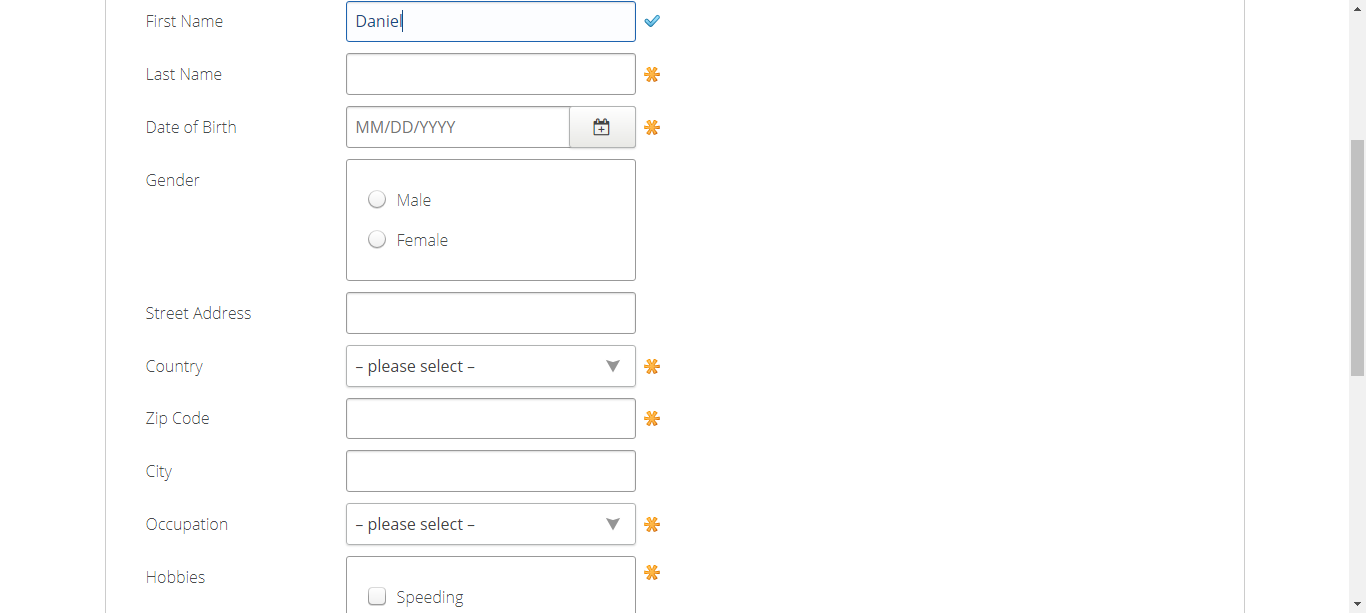 First Name Daniel
Last Name
Date of Birth MM/DD/YYYY
Gender
Male
Female
Street Address
Country – please select –
Zip Code
City
Occupation – please select –
Hobbies
Speeding